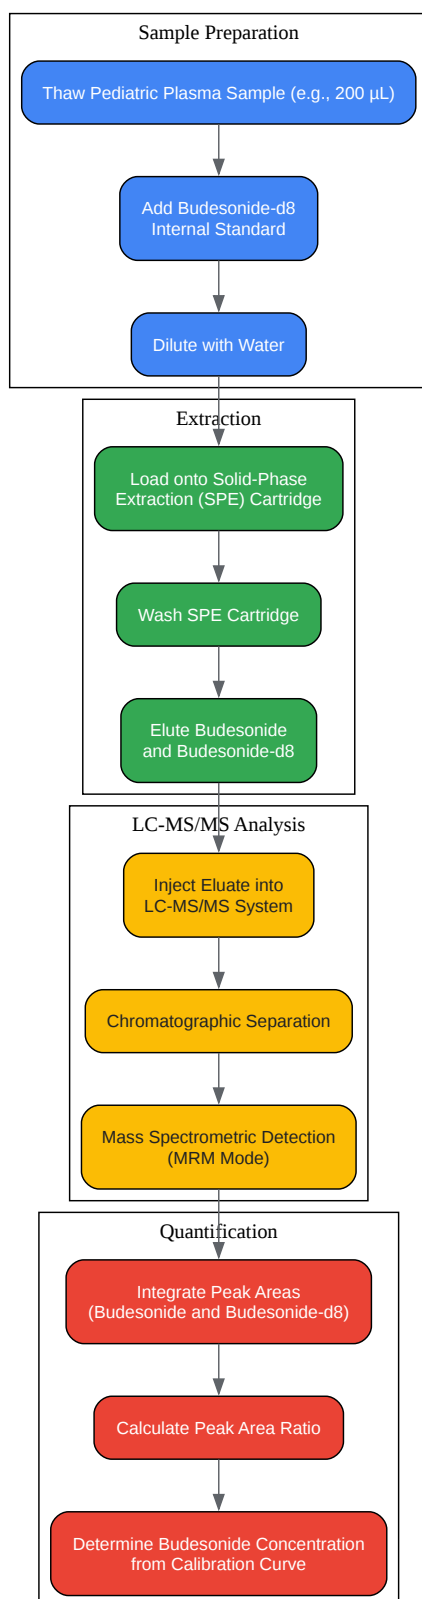 Sample Preparation
Thaw Pediatric Plasma Sample (e.g., 200 µL)
Add Budesonide-d8
Internal Standard
Dilute with Water
Extraction
Load onto Solid-Phase
Extraction (SPE) Cartridge
Wash SPE Cartridge
Elute Budesonide
and Budesonide-d8
LC-MS/MS Analysis
Inject Eluate into
LC-MS/MS System
Chromatographic Separation
Mass Spectrometric Detection
(MRM Mode)
Quantification
Integrate Peak Areas
(Budesonide and Budesonide-d8)
Calculate Peak Area Ratio
Determine Budesonide Concentration
from Calibration Curve